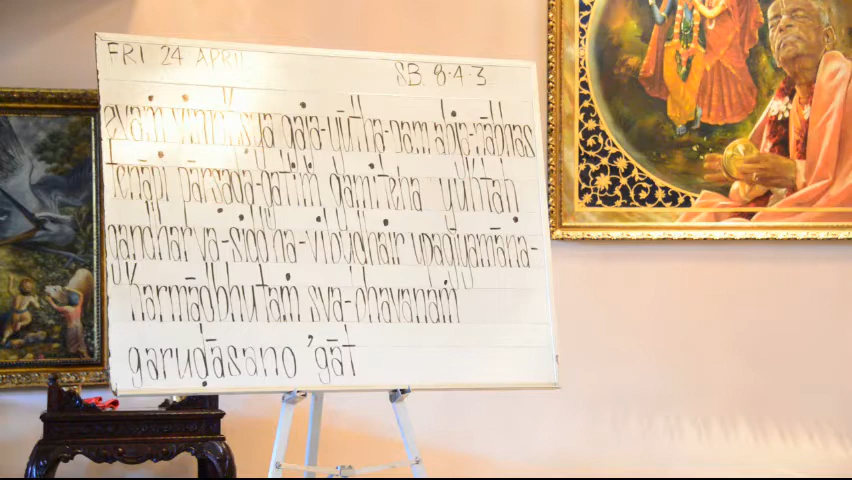 FRI 24 APRIL
SB. 8.4.3
evaṁ vimokṣya gaja-yūtha-pam abja-nābhas
tenāpi pārṣada-gatiṁ gamitena yuktaḥ
gandharva-siddha-vibudhair upagīyamāna-
karmādbhutaṁ sva-bhavanaṁ
garuḍāsano 'gāt